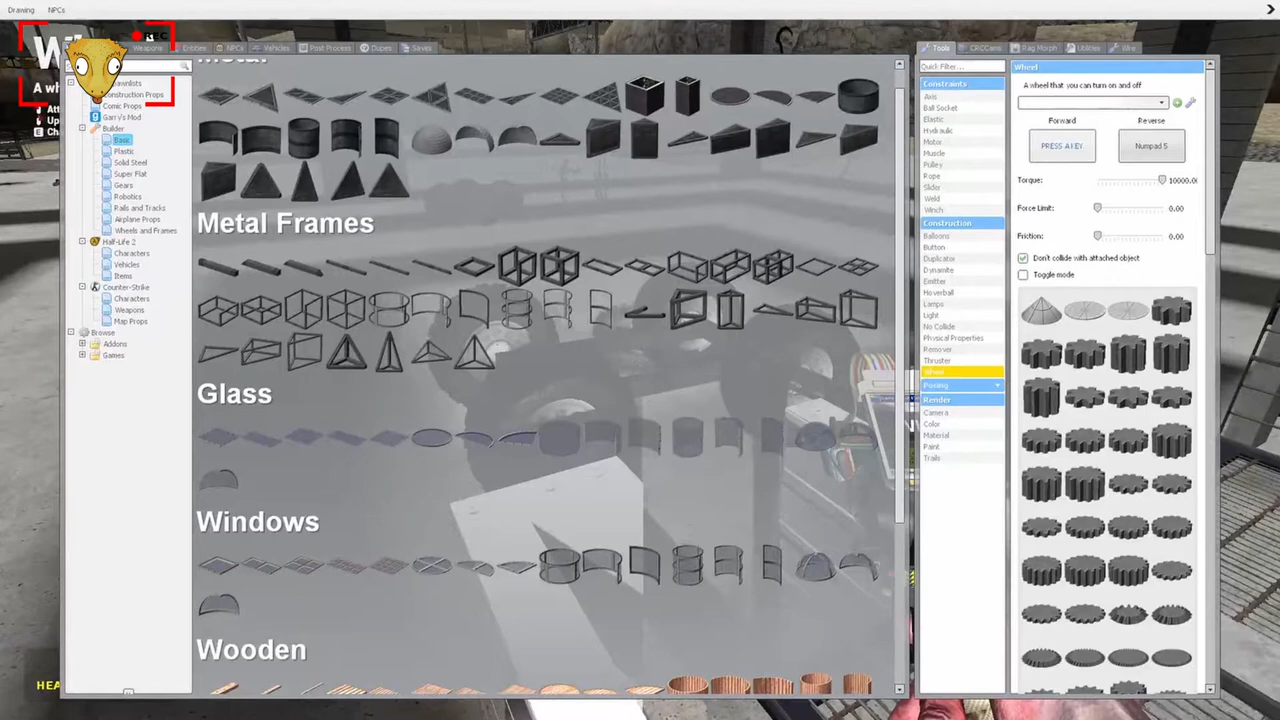 Drawing NPCs
REC
Weapons Entities NPCs Vehicles Post Process Dupes Saves
Construction Props
Comic Props
Garry's Mod
Builder
Basic
Plastic
Solid Steel
Super Flat
Gears
Robotics
Rails and Tracks
Airplane Props
Wheels and Frames
Half-Life 2
Characters
Vehicles
Items
Counter-Strike
Characters
Weapons
Map Props
Browse
Addons
Games
Metal Frames
Glass
Windows
Wooden
Tools CRCCams Rag Morph Utilities Wire
Quick Filter...
Constraints
Axis
Ball Socket
Elastic
Hydraulic
Motor
Muscle
Pulley
Rope
Slider
Weld
Winch
Construction
Balloons
Button
Duplicator
Dynamite
Emitter
Hoverball
Lamps
Light
No Collide
Physical Properties
Remover
Thruster
Wheel
Posing
Render
Camera
Color
Material
Paint
Trails
Wheel
A wheel that you can turn on and off
Forward Reverse
PRESS A KEY Numpad 5
Torque: 10000.0
Force Limit: 0.00
Friction: 0.00
Don't collide with attached object
Toggle mode
HEA